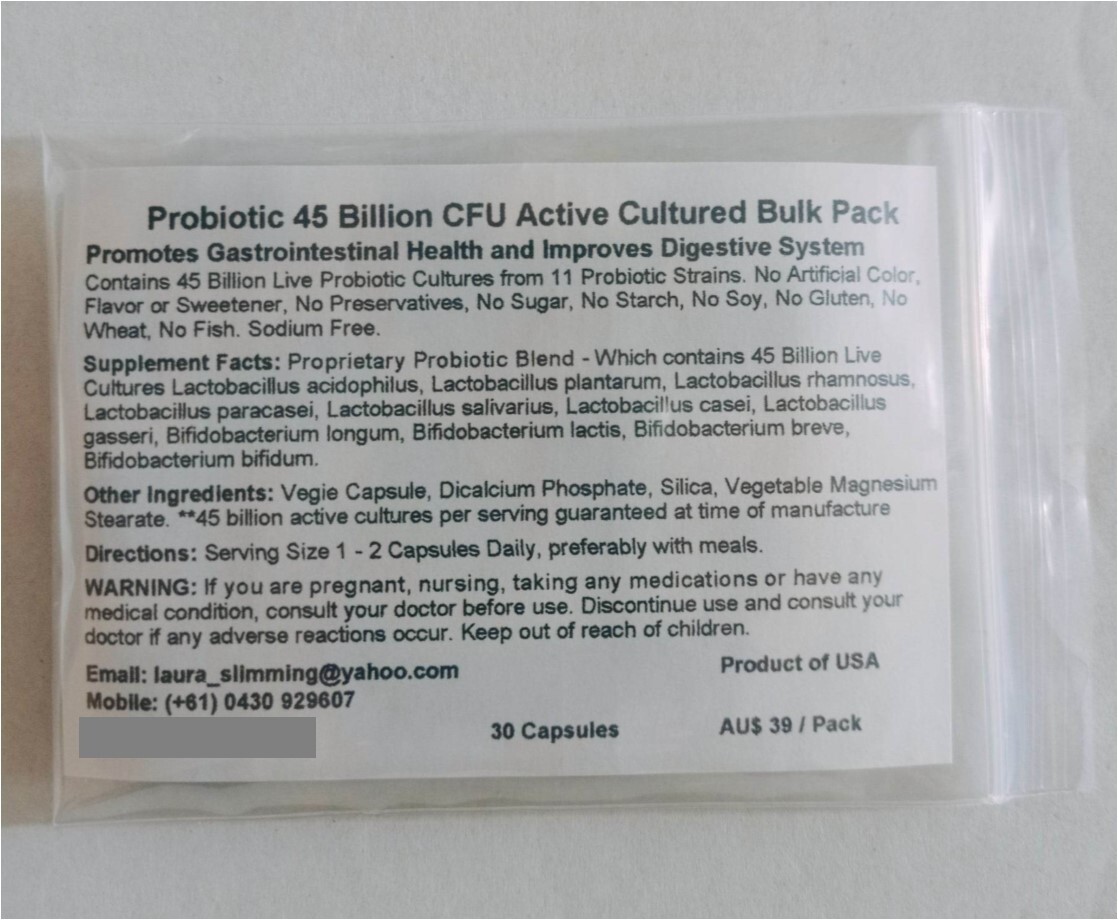 Probiotic 45 Billion CFU Active Cultured Bulk Pack
Promotes Gastrointestinal Health and Improves Digestive System
Contains 45 Billion Live Probiotic Cultures from 11 Probiotic Strains. No Artificial Color,
Flavor or Sweetener, No Preservatives, No Sugar, No Starch, No Soy, No Gluten, No
Wheat, No Fish. Sodium Free.
Supplement Facts: Proprietary Probiotic Blend - Which contains 45 Billion Live
Cultures Lactobacillus acidophilus, Lactobacillus plantarum, Lactobacillus rhamnosus,
Lactobacillus paracasei, Lactobacillus salivarius, Lactobacillus casei, Lactobacillus
gasseri, Bifidobacterium longum, Bifidobacterium lactis, Bifidobacterium breve,
Bifidobacterium bifidum.
Other Ingredients: Vegie Capsule, Dicalcium Phosphate, Silica, Vegetable Magnesium
Stearate. **45 billion active cultures per serving guaranteed at time of manufacture
Directions: Serving Size 1 - 2 Capsules Daily, preferably with meals.
WARNING: If you are pregnant, nursing, taking any medications or have any
medical condition, consult your doctor before use. Discontinue use and consult your
doctor if any adverse reactions occur. Keep out of reach of children.
Email: laura_slimming@yahoo.com
Product of USA
Mobile: (+61) 0430 929607
30 Capsules
AU$ 39 / Pack